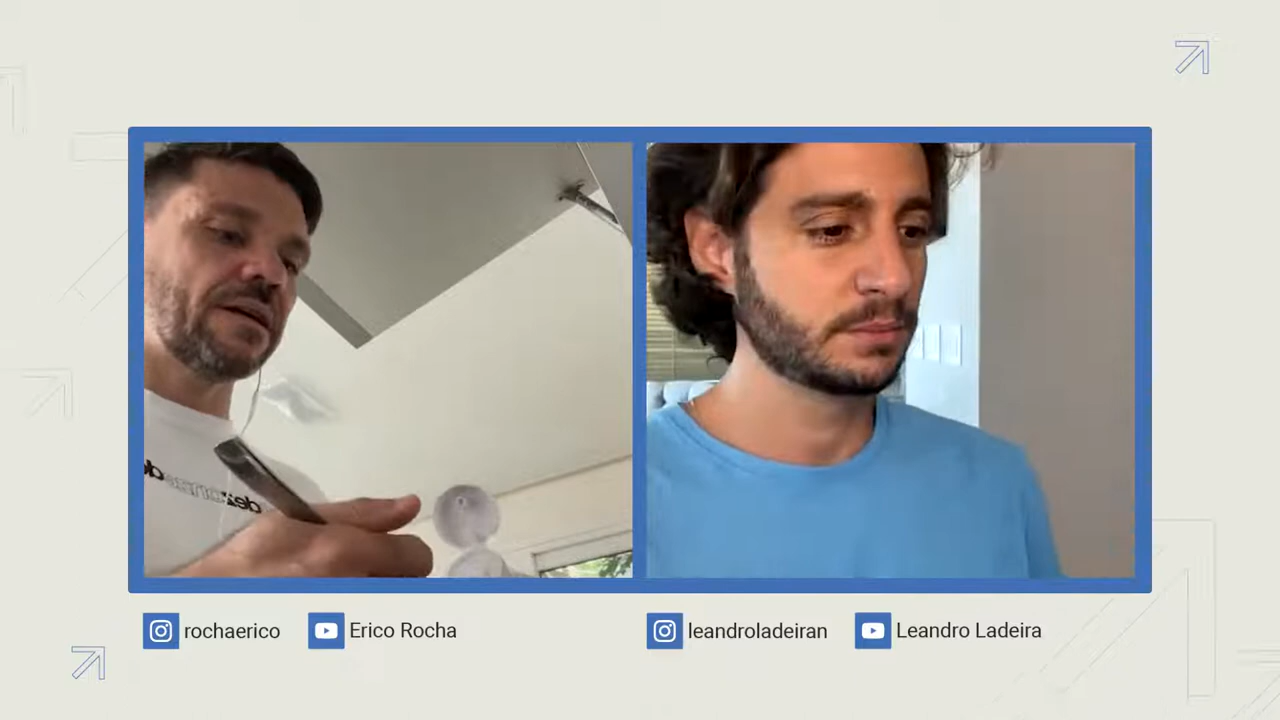 rochaerico
Erico Rocha
leandroladeiran
Leandro Ladeira